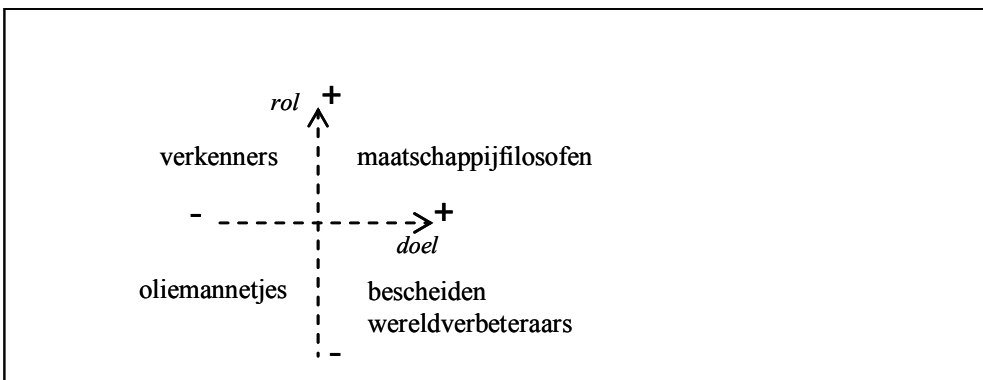 rol +
verkenners maatschappijfilosofen
- +
doel
oliemannetjes bescheiden
wereldverbeteraars
-